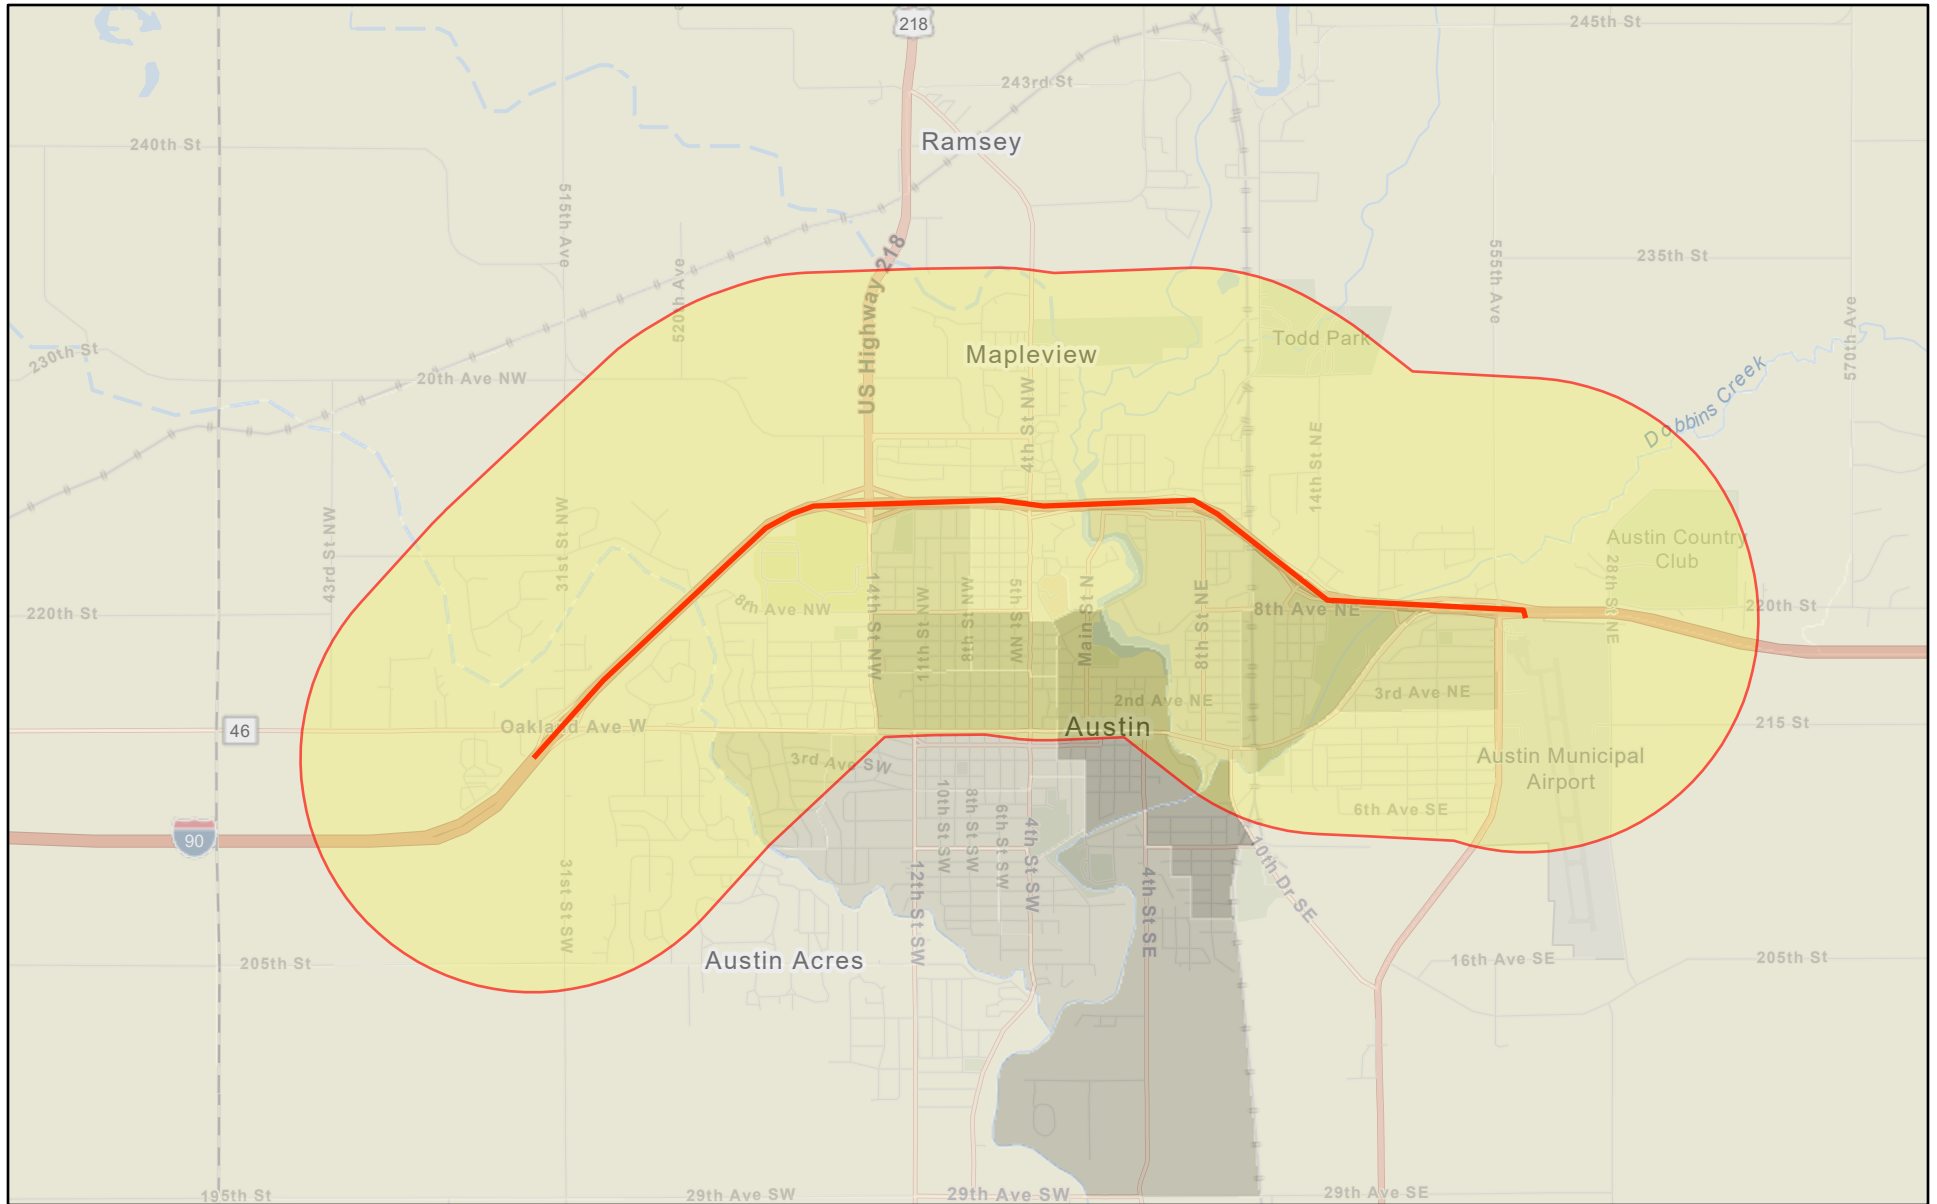 218
245th St
243rd St
Ramsey
240th St
515th Ave
US Highway 218
555th Ave
235th St
520th Ave
570th Ave
Todd Park
230th St
Mapleview
20th Ave NW
4th St NW
Dobbins Creek
14th St NE
43rd St NW
31st St NW
Austin Country
Club
28th St NE
8th Ave NW
14th St NW
11th St NW
8th St NW
5th St NW
Main St N
8th St NE
8th Ave NE
220th St
220th St
3rd Ave NE
2nd Ave NE
46
Oakland Ave W
Austin
215 St
3rd Ave SW
Austin Municipal
Airport
10th St SW
8th St SW
6th St SW
4th St SW
6th Ave SE
90
31st St SW
12th St SW
4th St SE
10th Dr SE
205th St
Austin Acres
16th Ave SE
205th St
195th St
29th Ave SW
29th Ave SW
29th Ave SE